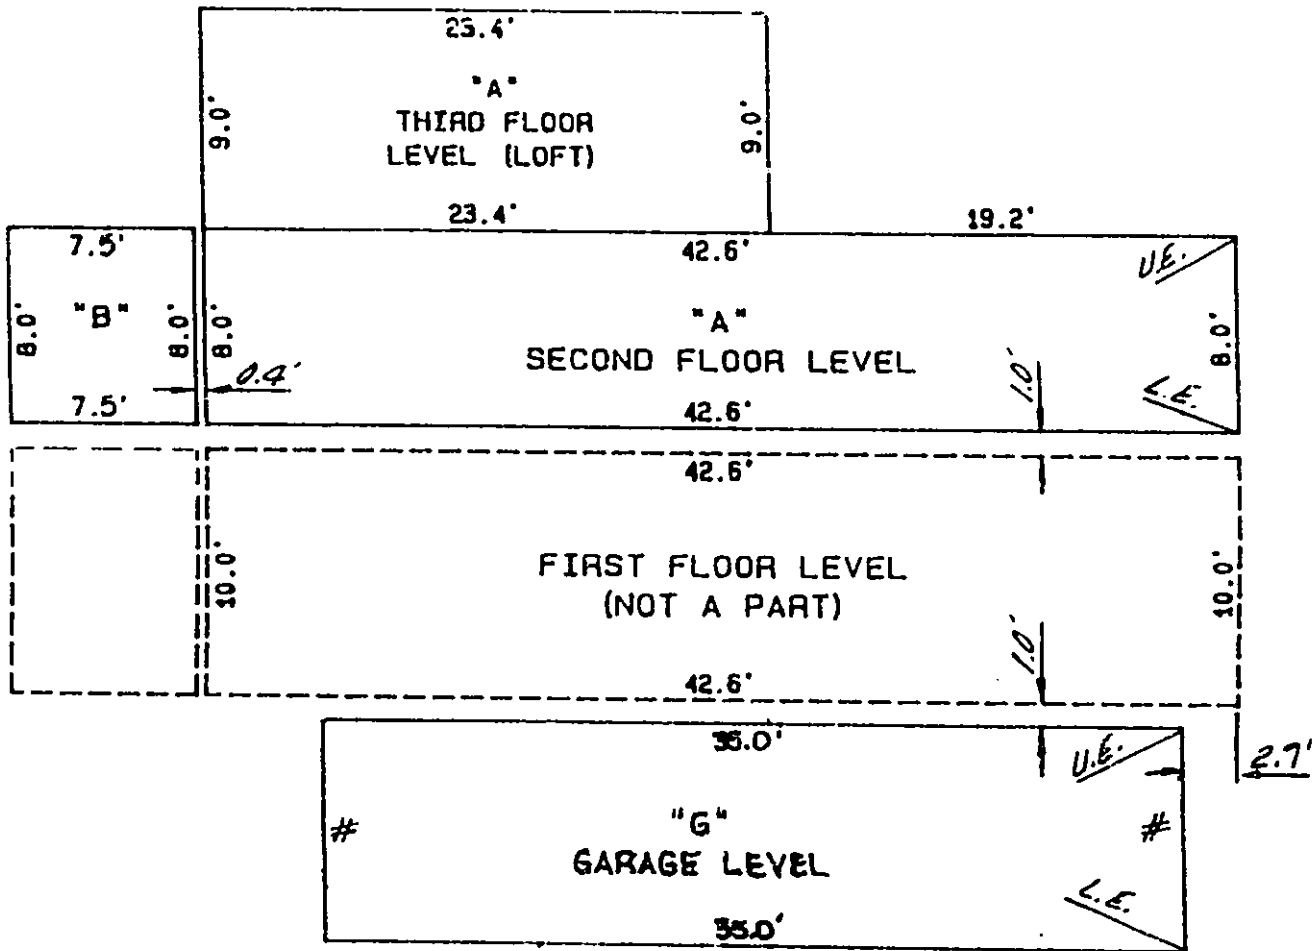 23.4'
"A"
THIRD FLOOR
LEVEL (LOFT)
9.0'
9.0'
23.4'
19.2'
7.5'
42.6'
U.E.
8.0'
"B"
8.0'
8.0'
"A"
SECOND FLOOR LEVEL
8.0'
0.4'
1.0'
L.E.
7.5'
42.6'
42.6'
10.0'
FIRST FLOOR LEVEL
(NOT A PART)
10.0'
1.0'
42.6'
35.0'
U.E.
2.7'
#
"G"
GARAGE LEVEL
#
L.E.
35.0'